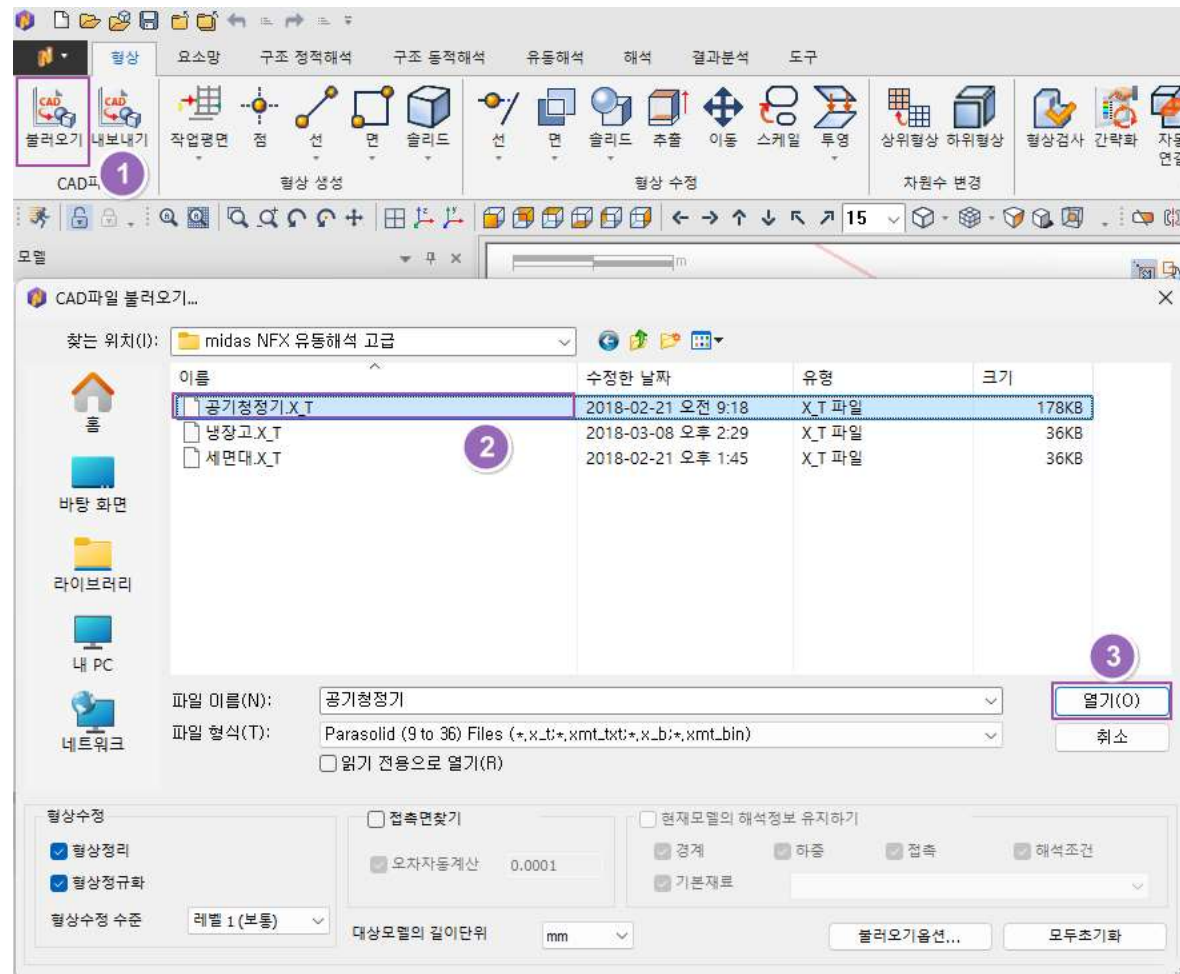 형상 요소망 구조 정적해석 구조 동적해석 유동해석 해석 결과분석 도구
CAD CAD
불러오기 내보내기 작업평면 점 선 면 솔리드 선 면 솔리드 추출 이동 스케일 투영 상위형상 하위형상 형상검사 간략화
1
형상 생성 형상 수정 차원수 변경
15
모델
m
CAD파일 불러오기...
찾는 위치(I): midas NFX 유동해석 고급
이름 수정한 날짜 유형 크기
공기청정기.X_T 2018-02-21 오전 9:18 X_T 파일 178KB
냉장고.X_T 2018-03-08 오후 2:29 X_T 파일 36KB
세면대.X_T 2018-02-21 오후 1:45 X_T 파일 36KB
2
홈
바탕 화면
라이브러리
내 PC
네트워크
3
파일 이름(N): 공기청정기 열기(O)
파일 형식(T): Parasolid (9 to 36) Files (*.x_t;*.xmt_txt;*.x_b;*.xmt_bin) 취소
읽기 전용으로 열기(R)
형상수정 접촉면찾기 현재모델의 해석정보 유지하기
형상정리 오차자동계산 0.0001 경계 하중 접촉 해석조건
형상정규화 기본재료
형상수정 수준 레벨 1 (보통) 대상모델의 길이단위 mm 불러오기옵션... 모두초기화